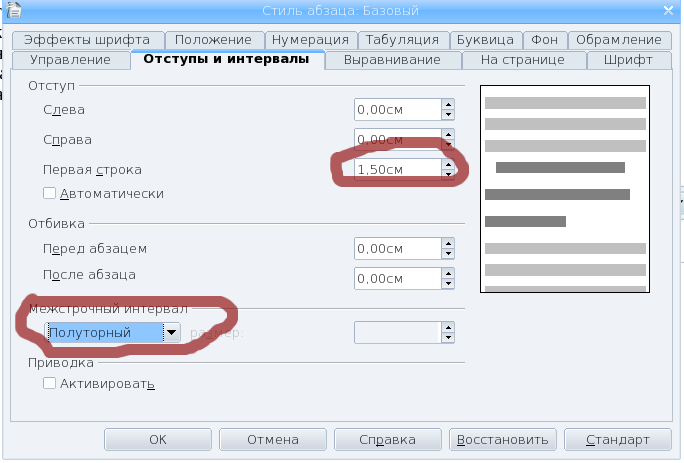 Стиль абзаца: Базовый
Эффекты шрифта Положение Нумерация Табуляция Буквица Фон Обрамление
Управление Отступы и интервалы Выравнивание На странице Шрифт
Отступ
Слева 0,00см
Справа 0,00см
Первая строка 1,50см
Автоматически
Отбивка
Перед абзацем 0,00см
После абзаца 0,00см
Межстрочный интервал
Полуторный размер:
Приводка
Активировать
OK Отмена Справка Восстановить Стандарт